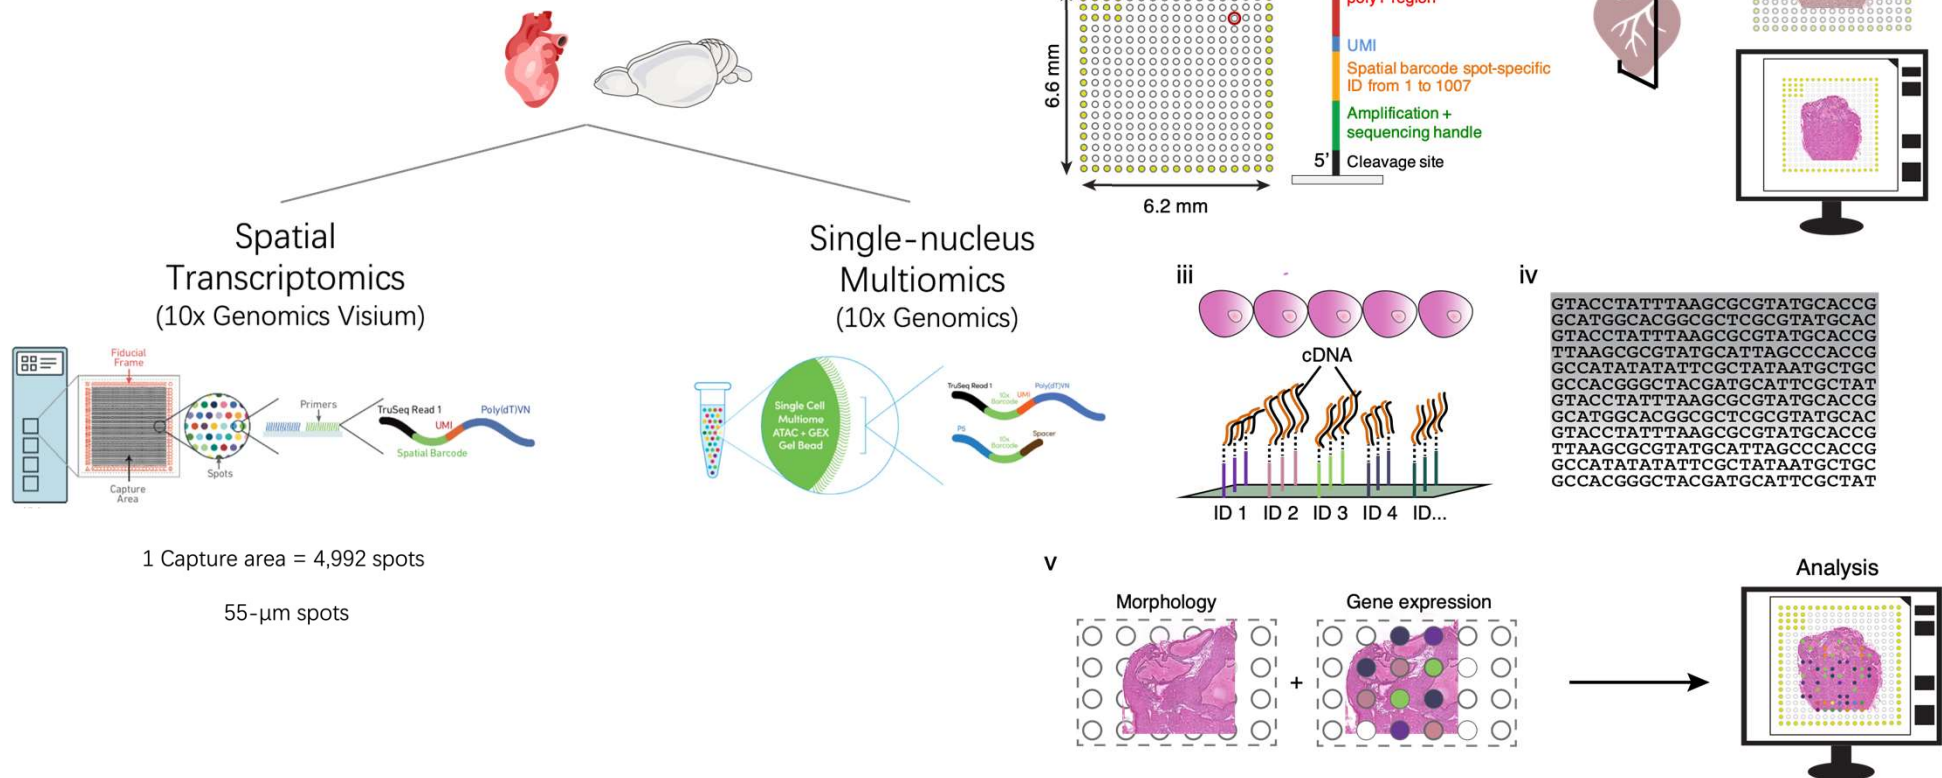 Spatial
Transcriptomics
(10x Genomics Visium)
Fiducial
Frame
Capture
Area
Spots
Primers
TruSeq Read 1
UMI
Poly(dT)VN
Spatial Barcode
1 Capture area = 4,992 spots
55-µm spots
Single-nucleus
Multiomics
(10x Genomics)
Single Cell
Multiome
ATAC + GEX
Gel Bead
TruSeq Read 1
10x
Barcode
UMI
Poly(dT)VN
P5
10x
Barcode
Spacer
6.6 mm
6.2 mm
polyT region
UMI
Spatial barcode spot-specific
ID from 1 to 1007
Amplification +
sequencing handle
5’
Cleavage site
iii
cDNA
ID 1
ID 2
ID 3
ID 4
ID...
iv
GTACCTATTTAAGCGCGTATGCACCG
GCATGGCACGGCGCTCGCGTATGCAC
GTACCTATTTAAGCGCGTATGCACCG
TTAAGCGCGTATGCATTAGCCCACCG
GCCATATATATTCGCTATAATGCTGC
GCCACGGGCTACGATGCATTCGCTAT
GTACCTATTTAAGCGCGTATGCACCG
GCATGGCACGGCGCTCGCGTATGCAC
GTACCTATTTAAGCGCGTATGCACCG
TTAAGCGCGTATGCATTAGCCCACCG
GCCATATATATTCGCTATAATGCTGC
GCCACGGGCTACGATGCATTCGCTAT
v
Morphology
+
Gene expression
Analysis